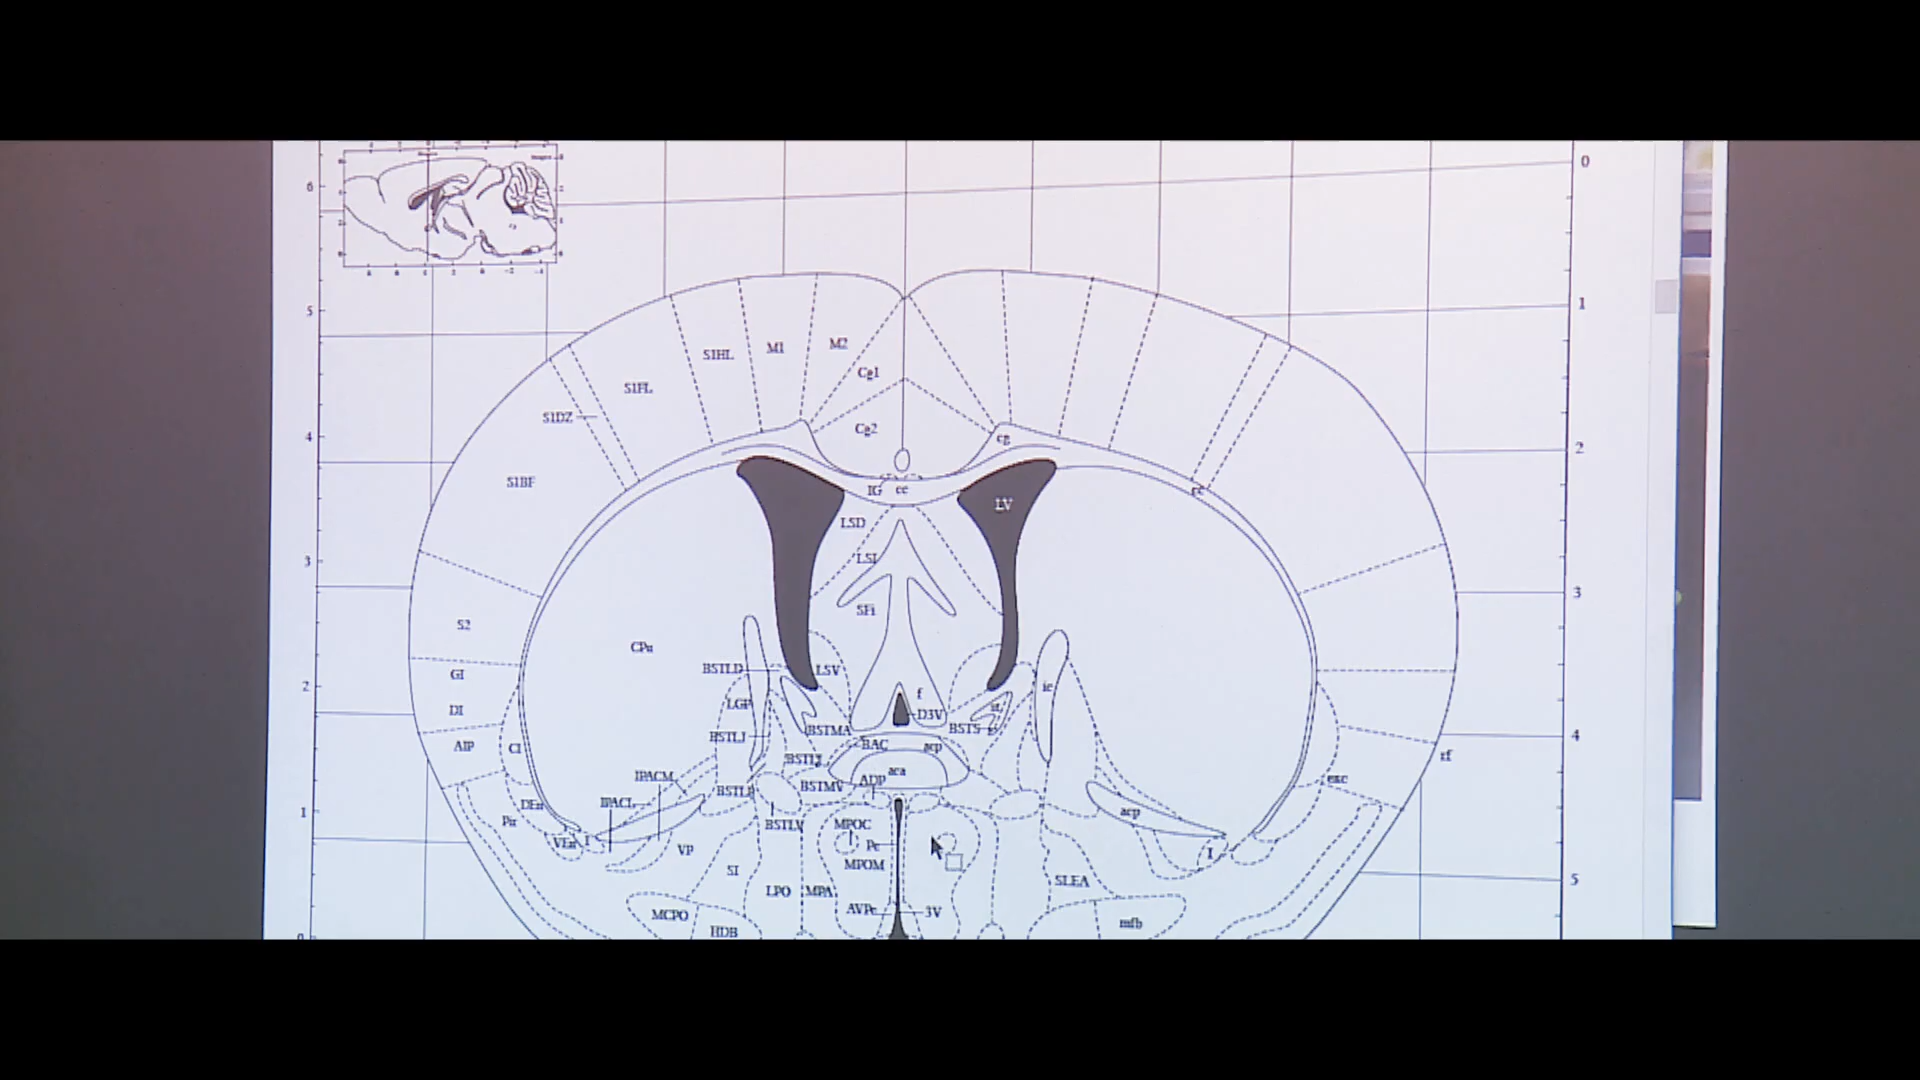 0
6
1
5
S1HL M1 M2
Cg1
S1FL
S1DZ
Cg2 cg
4
2
S1BF IG cc
LV
LSD
LSI
3
3
SFi
S2
CPu
BSTLD LSV
GI
ic
2
DI
LGP
f
D3V
BSTMA BSTS
4
AIP CI
BSTLJ
BAC acp
aca
IPACM
ADP
BSTLP BSTMV
exc
rf
IPACL
DEn
1
Pir
BSTLV MPOC
acp
VEn I
Pe
VP
MPOM
I
SI
LPO MPA
SLEA
5
MCPO
AVPe 3V
mfb
HDB
0